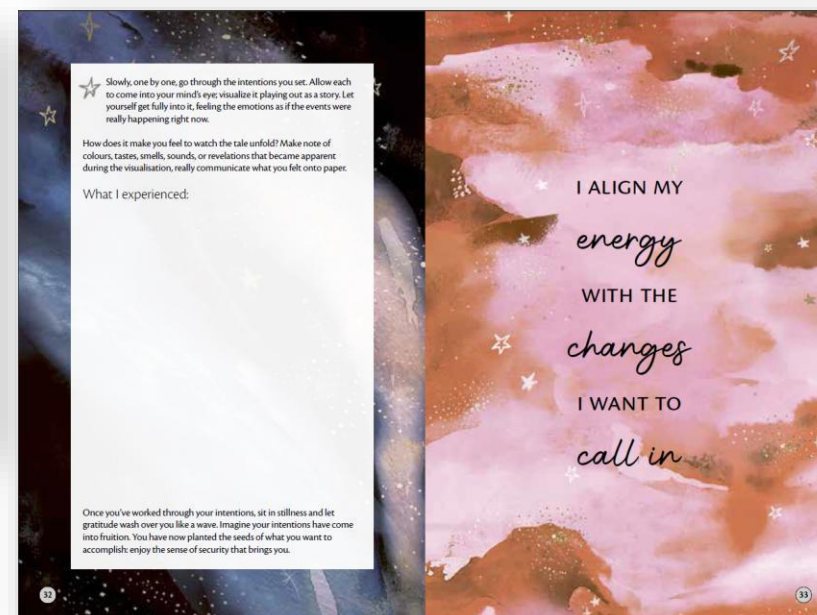 Slowly, one by one, go through the intentions you set. Allow each
to come into your mind's eye; visualize it playing out as a story. Let
yourself get fully into it, feeling the emotions as if the events were
really happening right now.
How does it make you feel to watch the tale unfold? Make note of
colours, tastes, smells, sounds, or revelations that became apparent
during the visualisation, really communicate what you felt onto paper.
What I experienced:
Once you've worked through your intentions, sit in stillness and let
gratitude wash over you like a wave. Imagine your intentions have come
into fruition. You have now planted the seeds of what you want to
accomplish: enjoy the sense of security that brings you.
32
I ALIGN MY
energy
WITH THE
changes
I WANT TO
call in
33